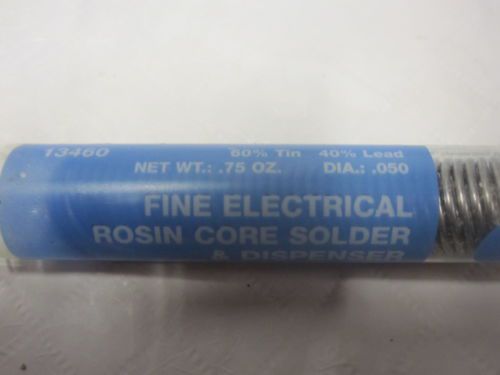 13460 60% Tin 40% Lead
NET WT.: .75 OZ. DIA.: .050
FINE ELECTRICAL
ROSIN CORE SOLDER
& DISPENSER